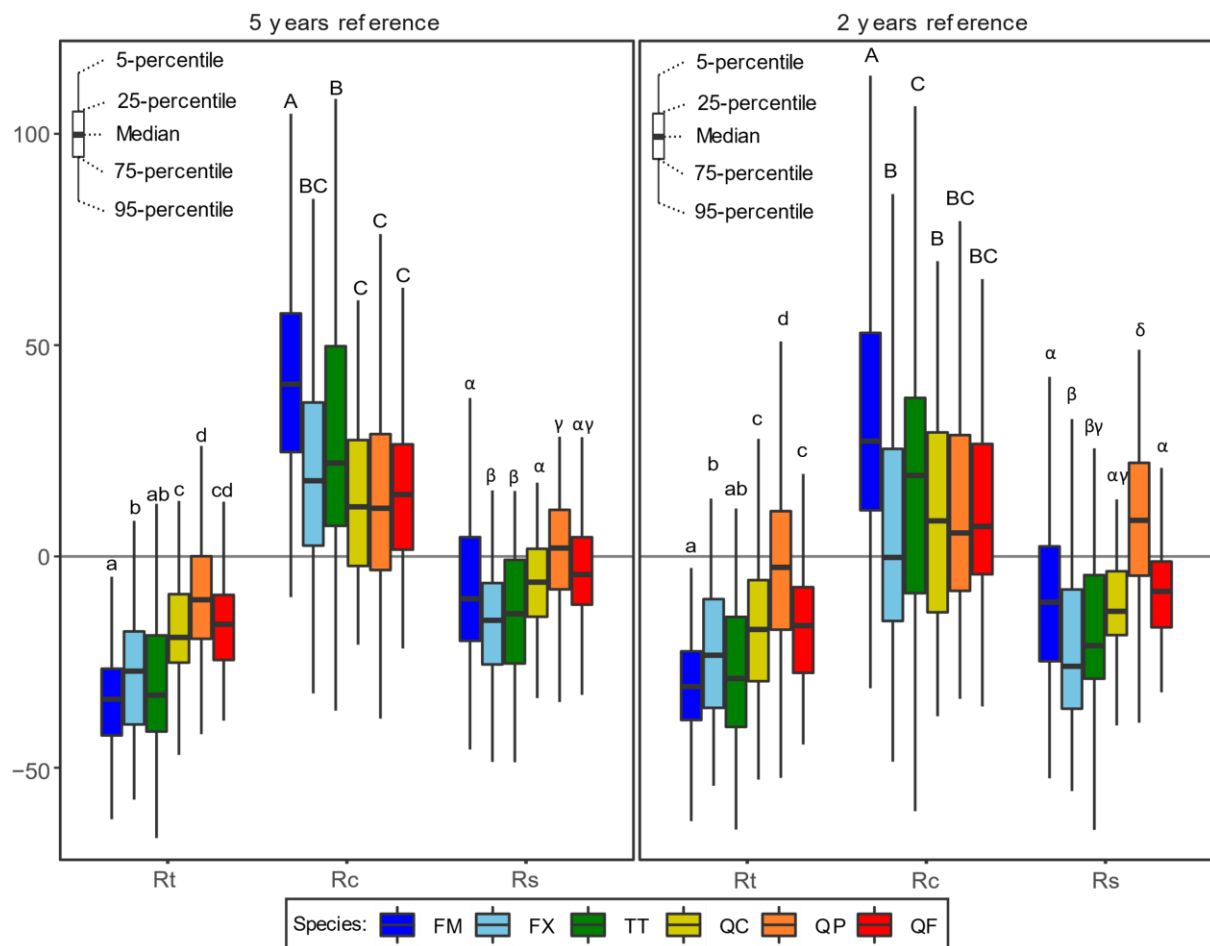 5 years reference
2 years reference
5-percentile
25-percentile
Median
75-percentile
95-percentile
5-percentile
25-percentile
Median
75-percentile
95-percentile
100
50
0
−50
a
b
ab
c
d
cd
A
BC
B
C
C
C
α
β
β
α
γ
αγ
a
b
ab
c
d
c
A
B
C
B
BC
BC
α
β
βγ
αγ
δ
α
Rt
Rc
Rs
Rt
Rc
Rs
Species: FM FX TT QC QP QF